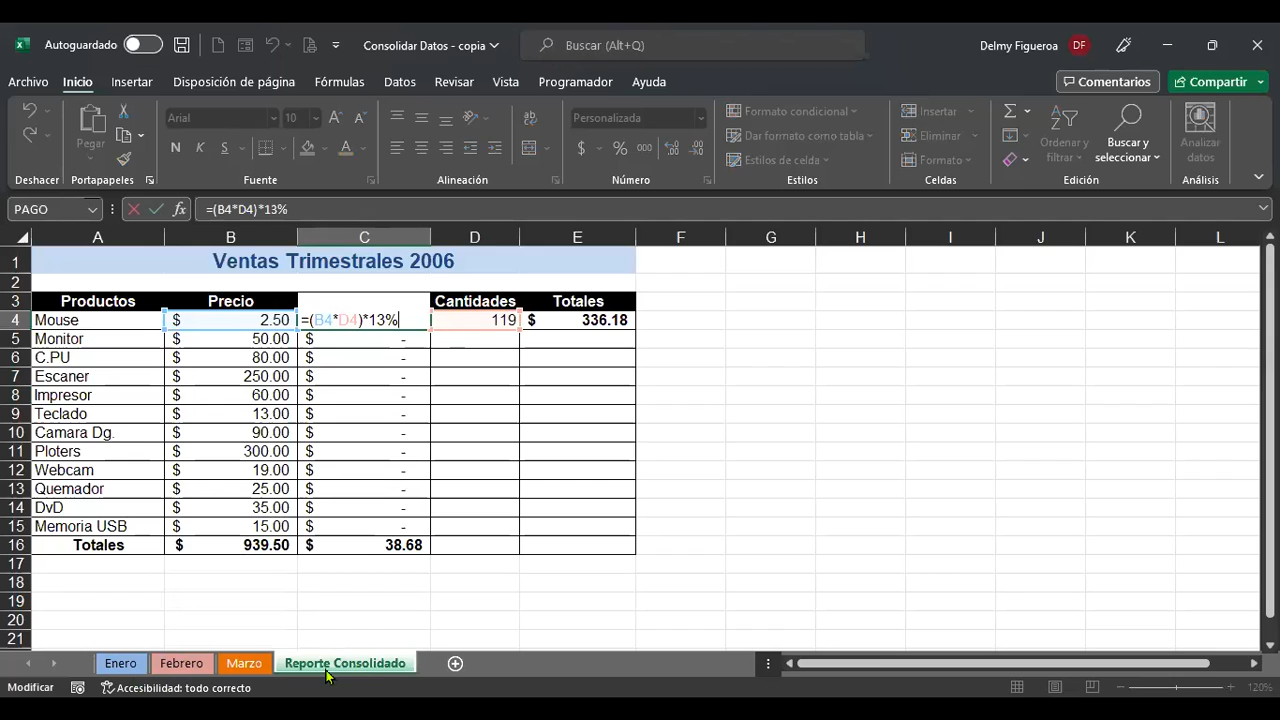 Autoguardado Consolidar Datos - copia Buscar (Alt+Q) Delmy Figueroa DF
Archivo Inicio Insertar Disposición de página Fórmulas Datos Revisar Vista Programador Ayuda Comentarios Compartir
Pegar
Arial 10
N K S
Personalizada
$ % 000
Formato condicional
Dar formato como tabla
Estilos de celda
Insertar
Eliminar
Formato
Ordenar y filtrar
Buscar y seleccionar
Analizar datos
Deshacer Portapapeles Fuente Alineación Número Estilos Celdas Edición Análisis
PAGO fx =(B4*D4)*13%
A B C D E F G H I J K L
1 Ventas Trimestrales 2006
2
3 Productos Precio Cantidades Totales
4 Mouse $ 2.50 =(B4*D4)*13% 119 $ 336.18
5 Monitor 50.00 $ -
6 C.PU 80.00 $ -
7 Escaner 250.00 $ -
8 Impresor 60.00 $ -
9 Teclado $ 13.00 $ -
10 Camara Dg. $ 90.00 $ -
11 Ploters $ 300.00 $ -
12 Webcam $ 19.00 $ -
13 Quemador $ 25.00 $ -
14 DvD $ 35.00 $ -
15 Memoria USB $ 15.00 $ -
16 Totales $ 939.50 $ 38.68
17
18
19
20
21
Enero Febrero Marzo Reporte Consolidado
Modificar Accesibilidad: todo correcto 120%